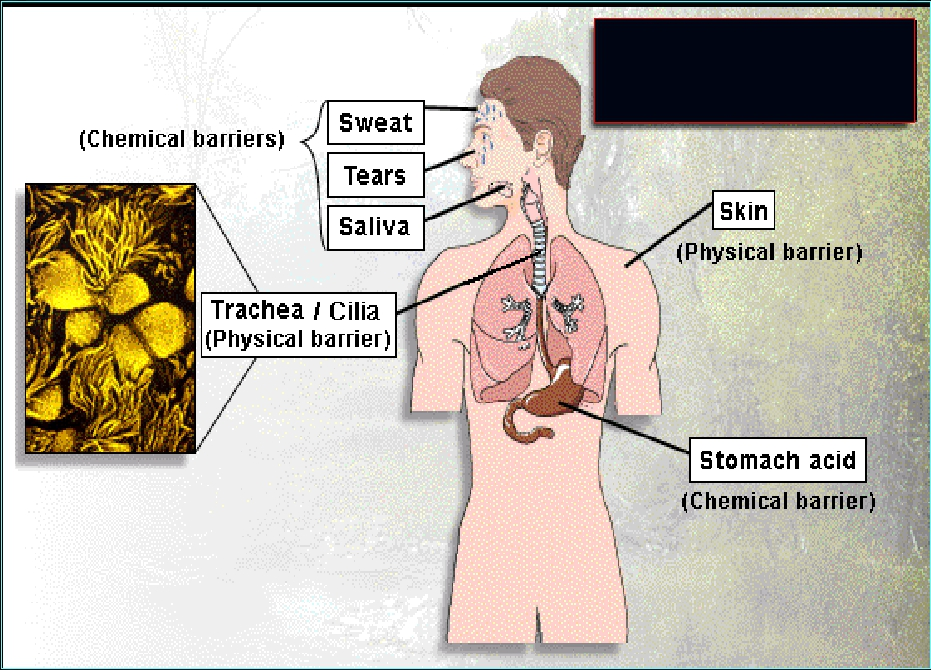 (Chemical barriers)
Sweat
Tears
Saliva
Skin
(Physical barrier)
Trachea / Cilia
(Physical barrier)
Stomach acid
(Chemical barrier)